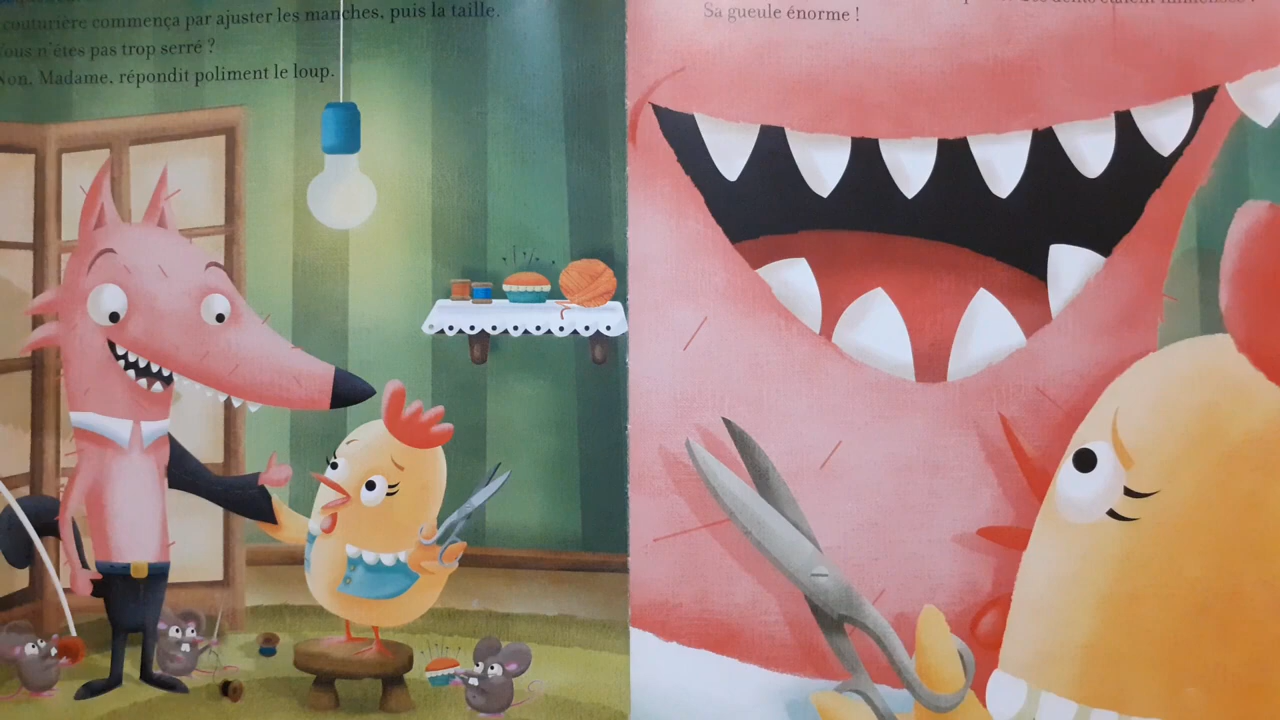 couturière commença par ajuster les manches, puis la taille.
Vous n'êtes pas trop serré ?
Non, Madame, répondit poliment le loup.
Sa gueule énorme !